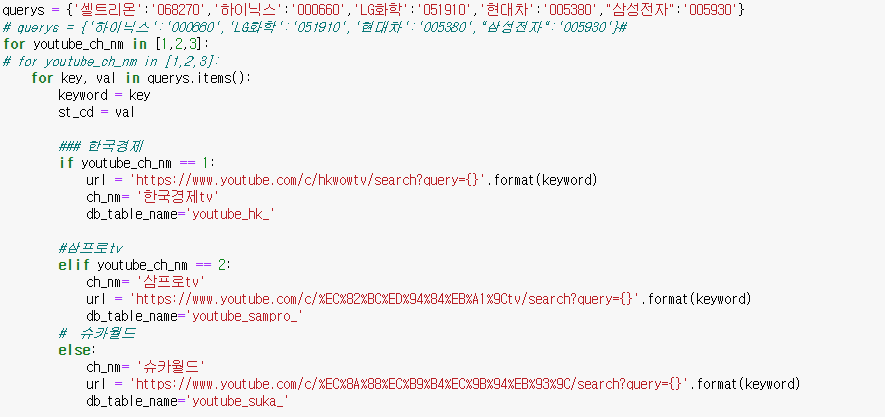 querys = {'셀트리온':'068270','하이닉스':'000660','LG화학':'051910','현대차':'005380',"삼성전자":'005930'}
# querys = {'하이닉스':'000660','LG화학':'051910','현대차':'005380',"삼성전자":'005930'}#
for youtube_ch_nm in [1,2,3]:
# for youtube_ch_nm in [1,2,3]:
    for key, val in querys.items():
        keyword = key
        st_cd = val

        ### 한국경제
        if youtube_ch_nm == 1:
            url = 'https://www.youtube.com/c/hkwowtv/search?query={}'.format(keyword)
            ch_nm= '한국경제tv'
            db_table_name='youtube_hk_'

        #삼프로tv
        elif youtube_ch_nm == 2:
            ch_nm= '삼프로tv'
            url = 'https://www.youtube.com/c/%EC%82%BC%ED%94%84%EB%A1%9Ctv/search?query={}'.format(keyword)
            db_table_name='youtube_sampro_'
        #  슈카월드
        else:
            ch_nm= '슈카월드'
            url = 'https://www.youtube.com/c/%EC%8A%88%EC%B9%B4%EC%9B%94%EB%93%9C/search?query={}'.format(keyword)
            db_table_name='youtube_suka_'